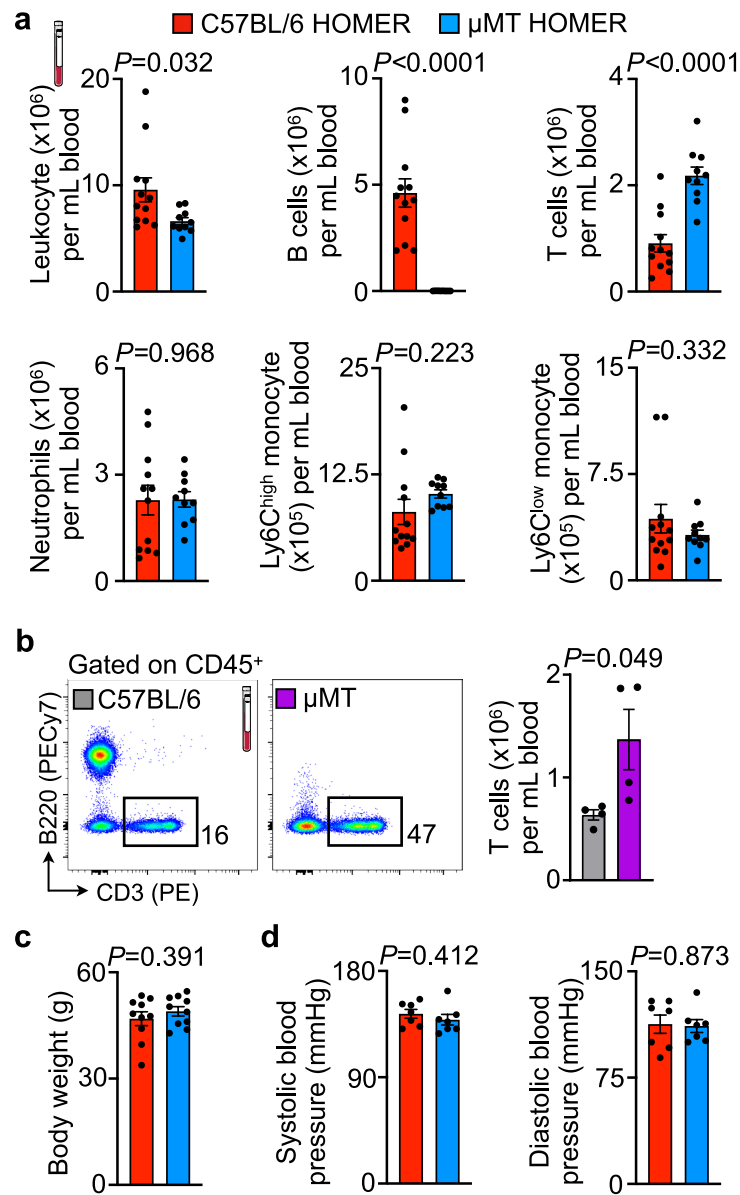 a
C57BL/6 HOMER
µMT HOMER
P=0.032
Leukocyte (x10⁶)
per mL blood
20
10
0
P<0.0001
B cells (x10⁶)
per mL blood
10
5
0
P<0.0001
T cells (x10⁶)
per mL blood
4
2
0
P=0.968
Neutrophils (x10⁶)
per mL blood
6
3
0
P=0.223
Ly6Cʰⁱᵍʰ monocyte
(x10⁵) per mL blood
25
12.5
0
P=0.332
Ly6Cˡᵒʷ monocyte
(x10⁵) per mL blood
15
7.5
0
b
Gated on CD45⁺
C57BL/6
µMT
B220 (PECy7)
16
47
CD3 (PE)
P=0.049
T cells (x10⁶)
per mL blood
2
1
0
c
P=0.391
Body weight (g)
60
30
0
d
P=0.412
Systolic blood
pressure (mmHg)
180
90
0
P=0.873
Diastolic blood
pressure (mmHg)
150
75
0